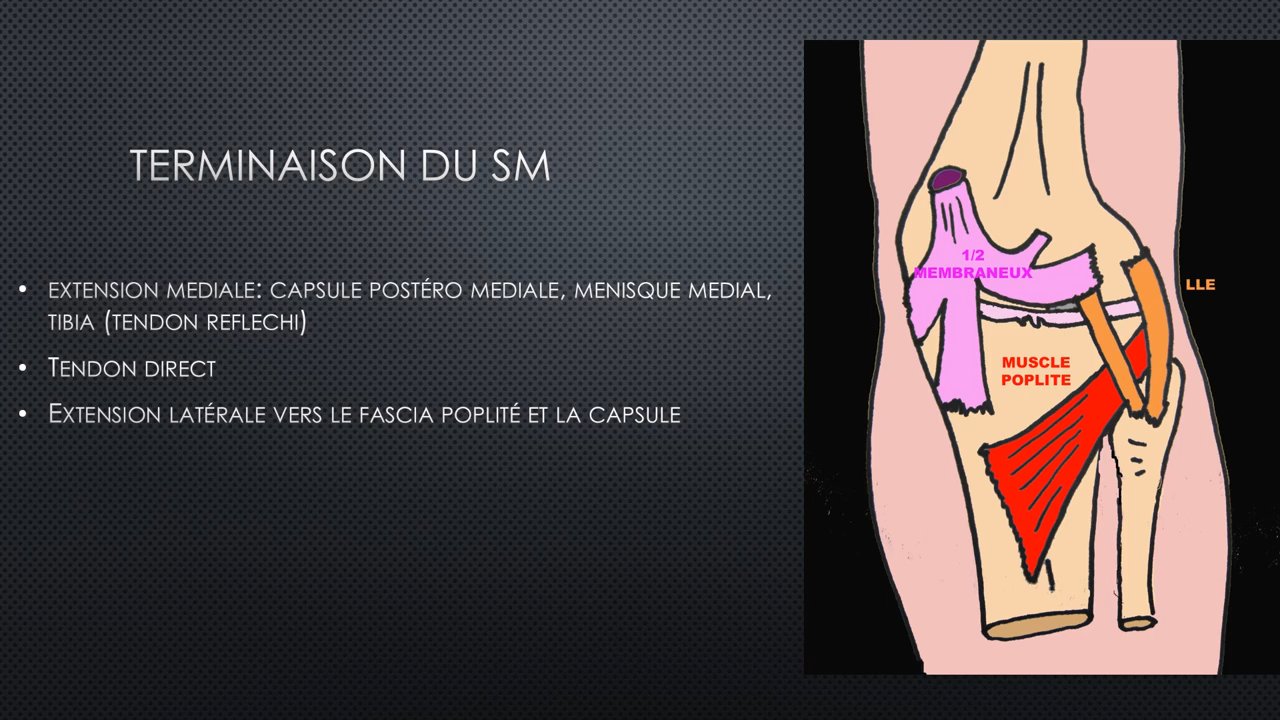 TERMINAISON DU SM
• EXTENSION MEDIALE: CAPSULE POSTÉRO MEDIALE, MENISQUE MEDIAL,
TIBIA (TENDON REFLECHI)
• TENDON DIRECT
• EXTENSION LATÉRALE VERS LE FASCIA POPLITÉ ET LA CAPSULE
1/2
MEMBRANEUX
LLE
MUSCLE
POPLITE